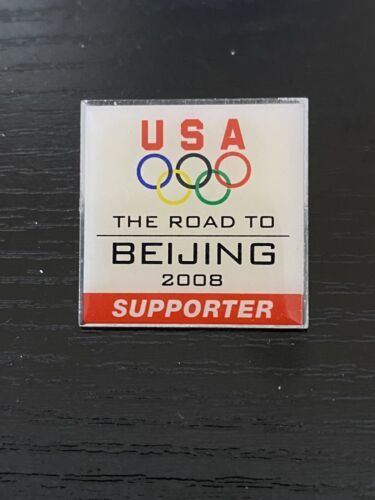 USA
THE ROAD TO
BEIJING
2008
SUPPORTER